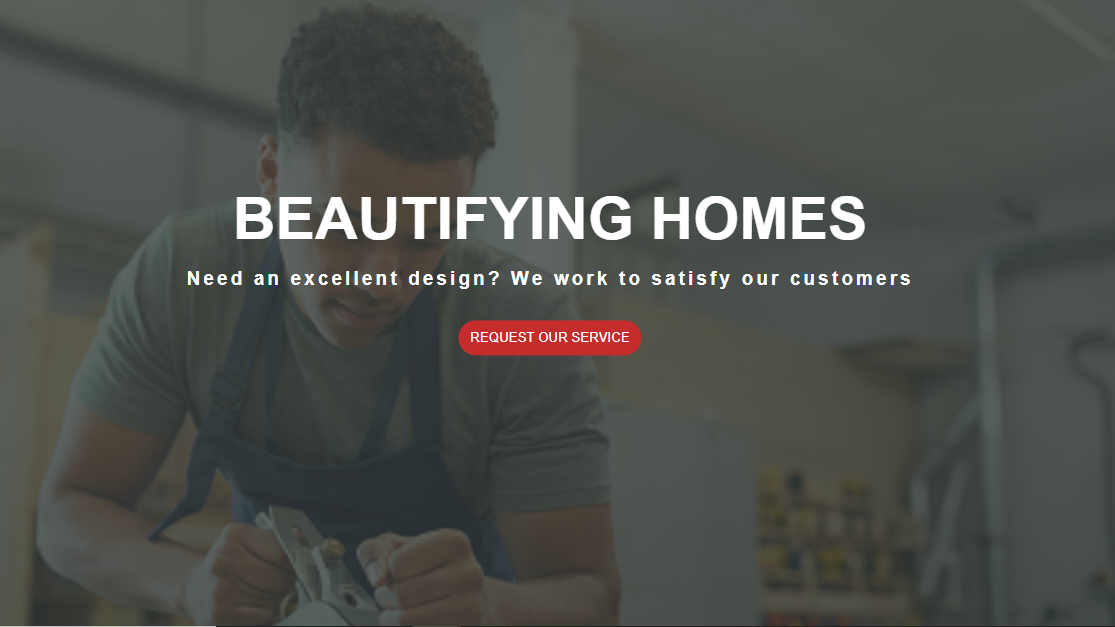 BEAUTIFYING HOMES
Need an excellent design? We work to satisfy our customers
REQUEST OUR SERVICE